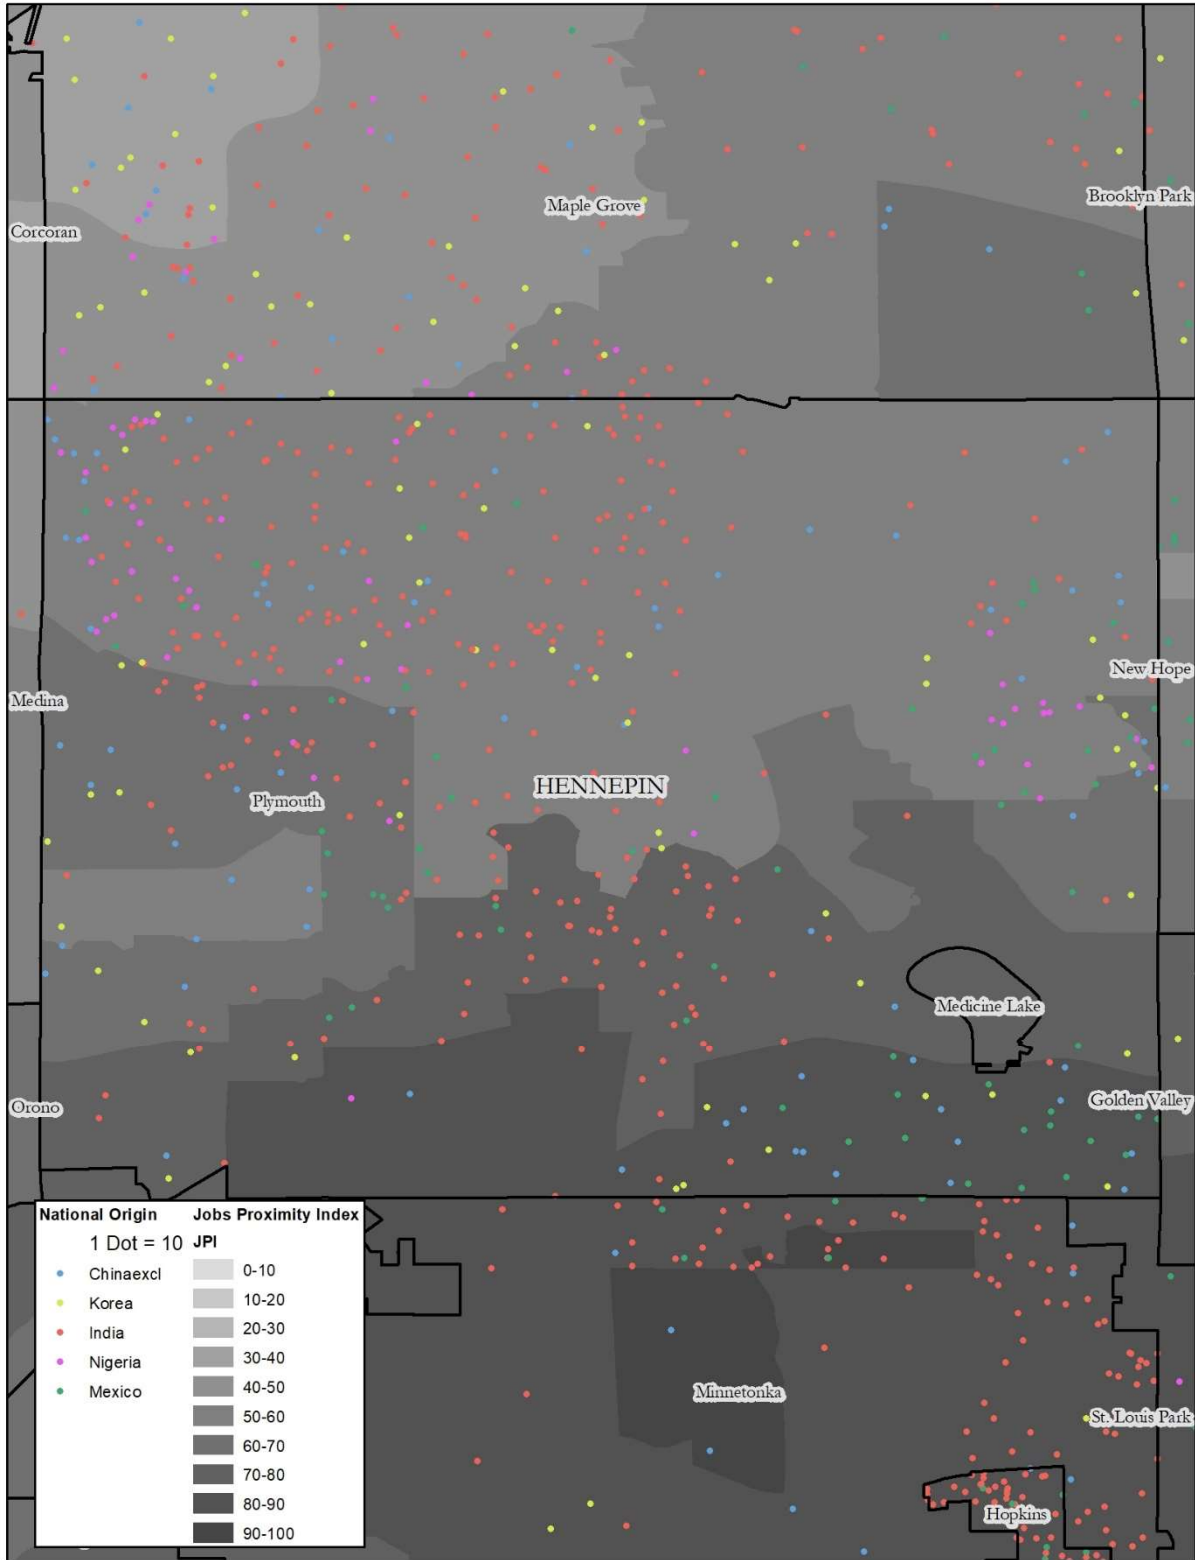 Maple Grove
Brooklyn Park
Corcoran
New Hope
Medina
HENNEPIN
Plymouth
Medicine Lake
Orono
Golden Valley
National Origin
1 Dot = 10
Chinaexcl
Korea
India
Nigeria
Mexico
Jobs Proximity Index
JPI
0-10
10-20
20-30
30-40
40-50
50-60
60-70
70-80
80-90
90-100
Minnetonka
St. Louis Park
Hopkins